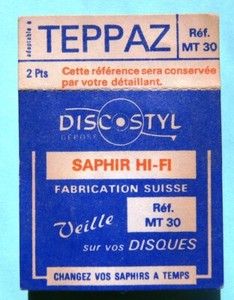 adaptable à
TEPPAZ
Réf.
MT 30
2 Pts
Cette référence sera conservée
par votre détaillant.
DISCOSTYL
DÉPOSÉ
SAPHIR HI-FI
FABRICATION SUISSE
Veille
Réf.
MT 30
sur vos DISQUES
CHANGEZ VOS SAPHIRS A TEMPS